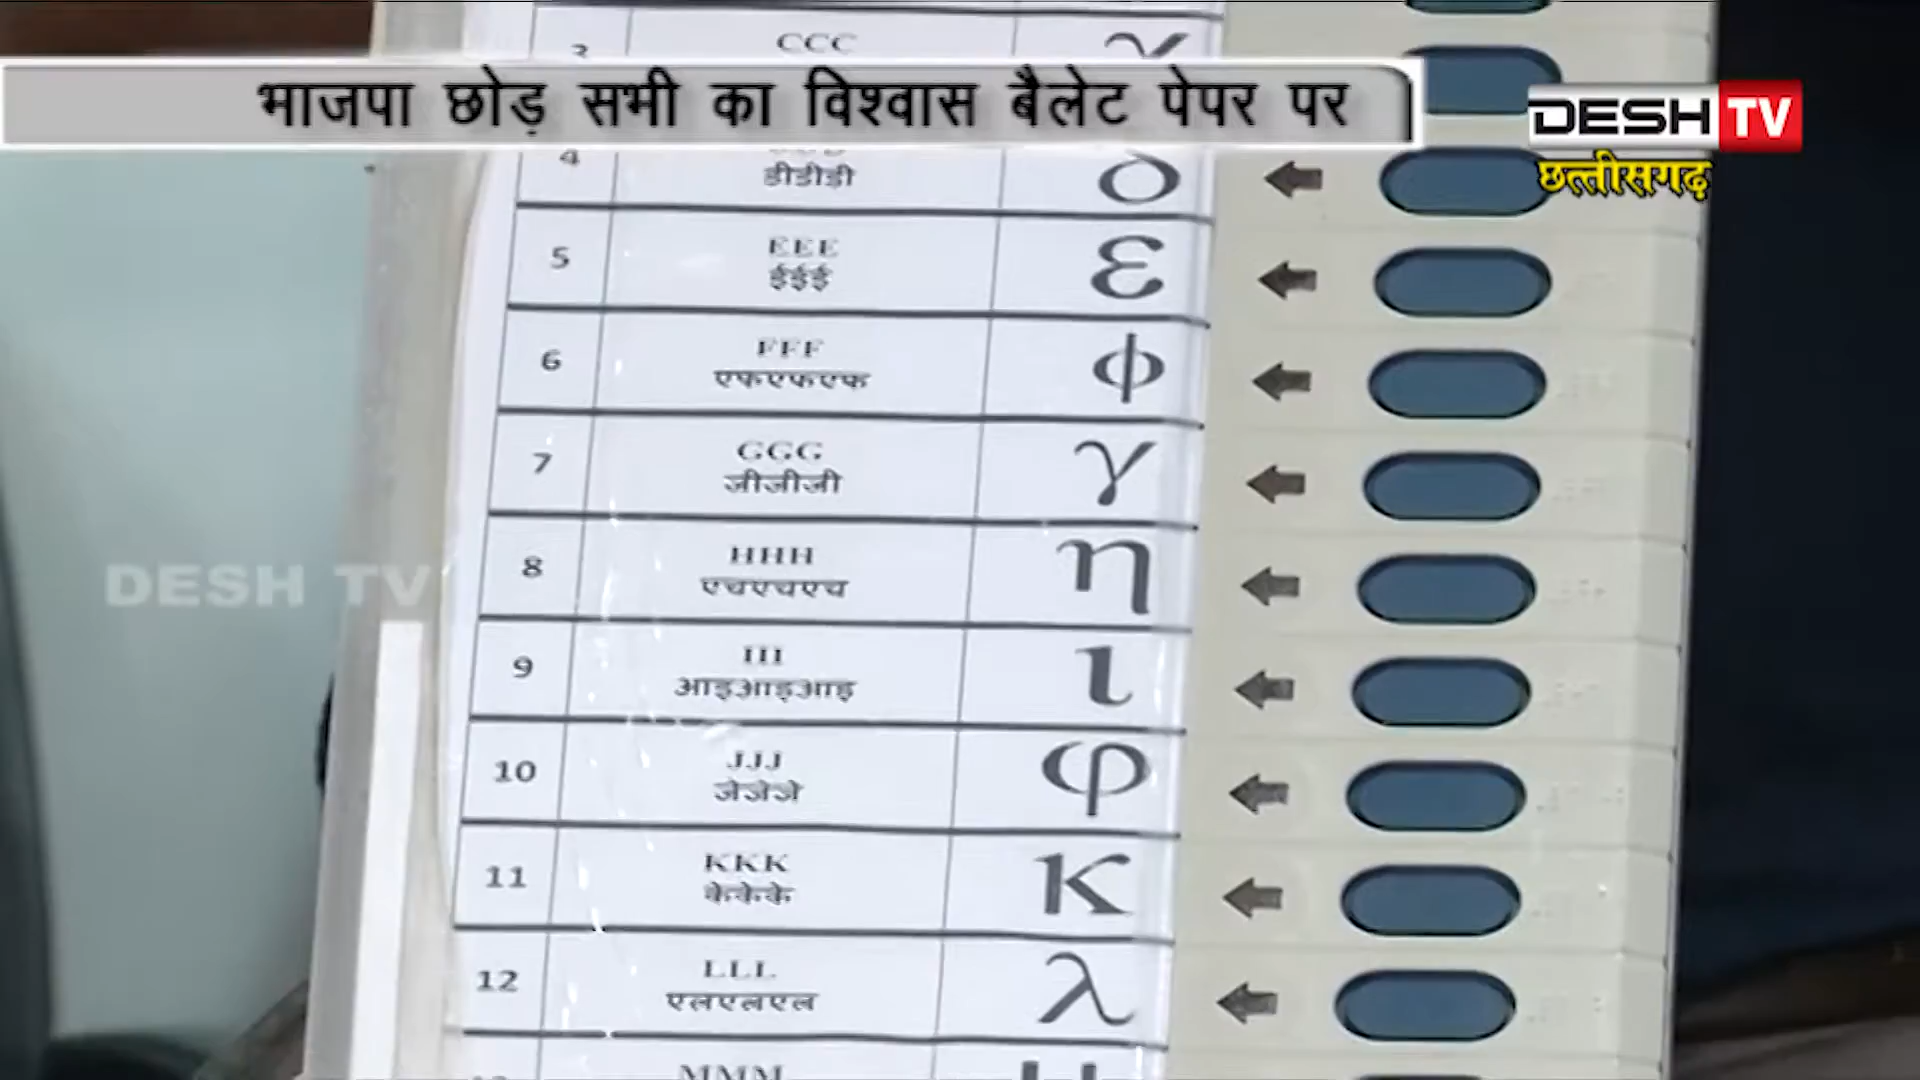 CCC
भाजपा छोड़ सभी का विश्वास बैलेट पेपर पर
DESH TV
छत्तीसगढ़
4 डीडीडी δ
5 EEE ε
ईईई
6 FFF ϕ
एफएफएफ
7 GGG γ
जीजीजी
8 HHH η
एचएचएच
DESH TV
9 III ι
आइआइआइ
10 JJJ φ
जेजेजे
11 KKK κ
केकेके
12 LLL λ
एलएलएल
MMM